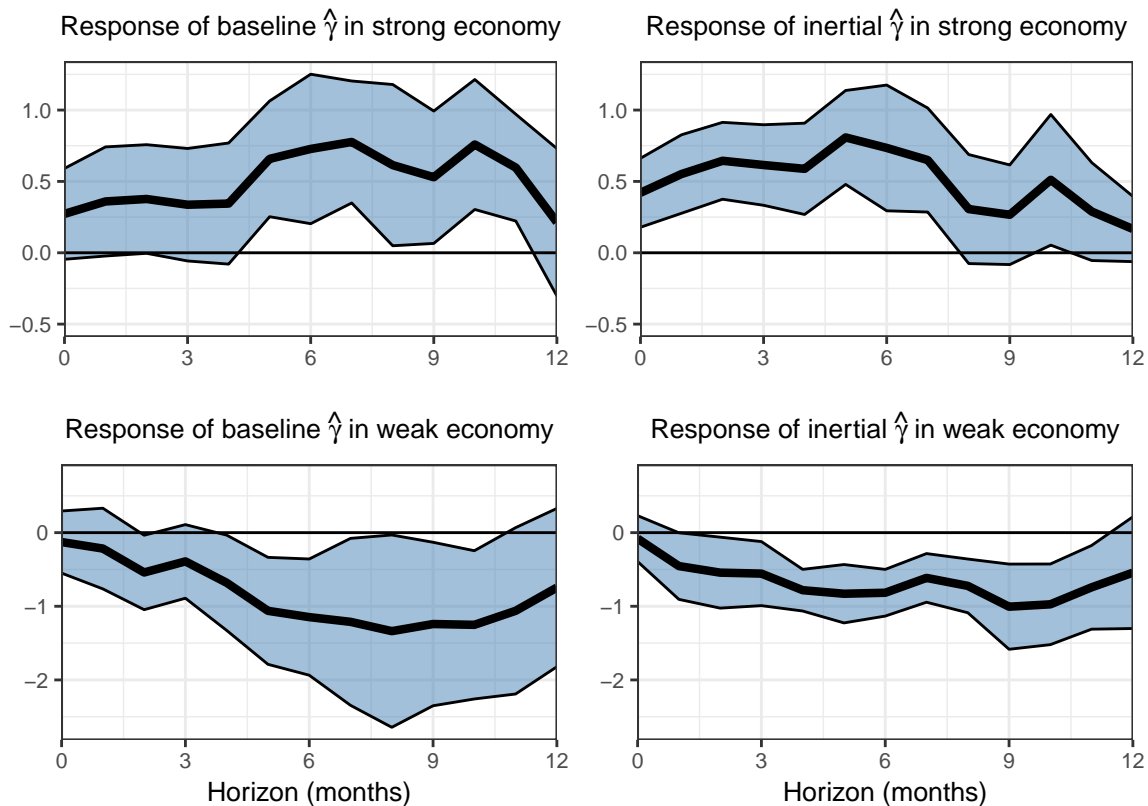 Response of baseline γ̂ in strong economy
Response of inertial γ̂ in strong economy
1.0
0.5
0.0
−0.5
0 3 6 9 12
1.0
0.5
0.0
−0.5
0 3 6 9 12
Response of baseline γ̂ in weak economy
Response of inertial γ̂ in weak economy
0
−1
−2
0 3 6 9 12
Horizon (months)
0
−1
−2
0 3 6 9 12
Horizon (months)